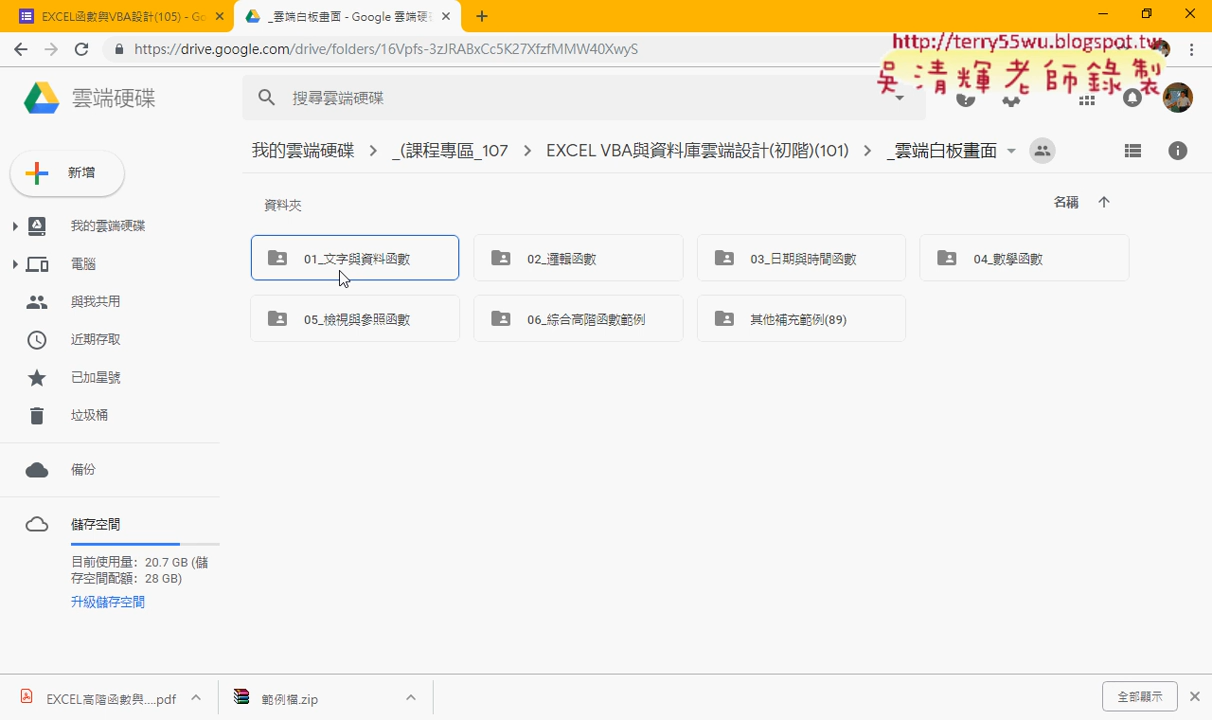 EXCEL函數與VBA設計(105) - Go
_雲端白板畫面 - Google 雲端硬碟
https://drive.google.com/drive/folders/16Vpfs-3zJRABxCc5K27XfzfMMW40XwyS
http://terry55wu.blogspot.tw
吳清輝老師錄製
雲端硬碟
搜尋雲端硬碟
我的雲端硬碟 > _(課程專區_107 > EXCEL VBA與資料庫雲端設計(初階)(101) > _雲端白板畫面
新增
資料夾
名稱
我的雲端硬碟
電腦
與我共用
近期存取
已加星號
垃圾桶
備份
儲存空間
目前使用量: 20.7 GB (儲
存空間配額: 28 GB)
升級儲存空間
01_文字與資料函數
02_邏輯函數
03_日期與時間函數
04_數學函數
05_檢視與參照函數
06_綜合高階函數範例
其他補充範例(89)
EXCEL高階函數與....pdf
範例檔.zip
全部顯示